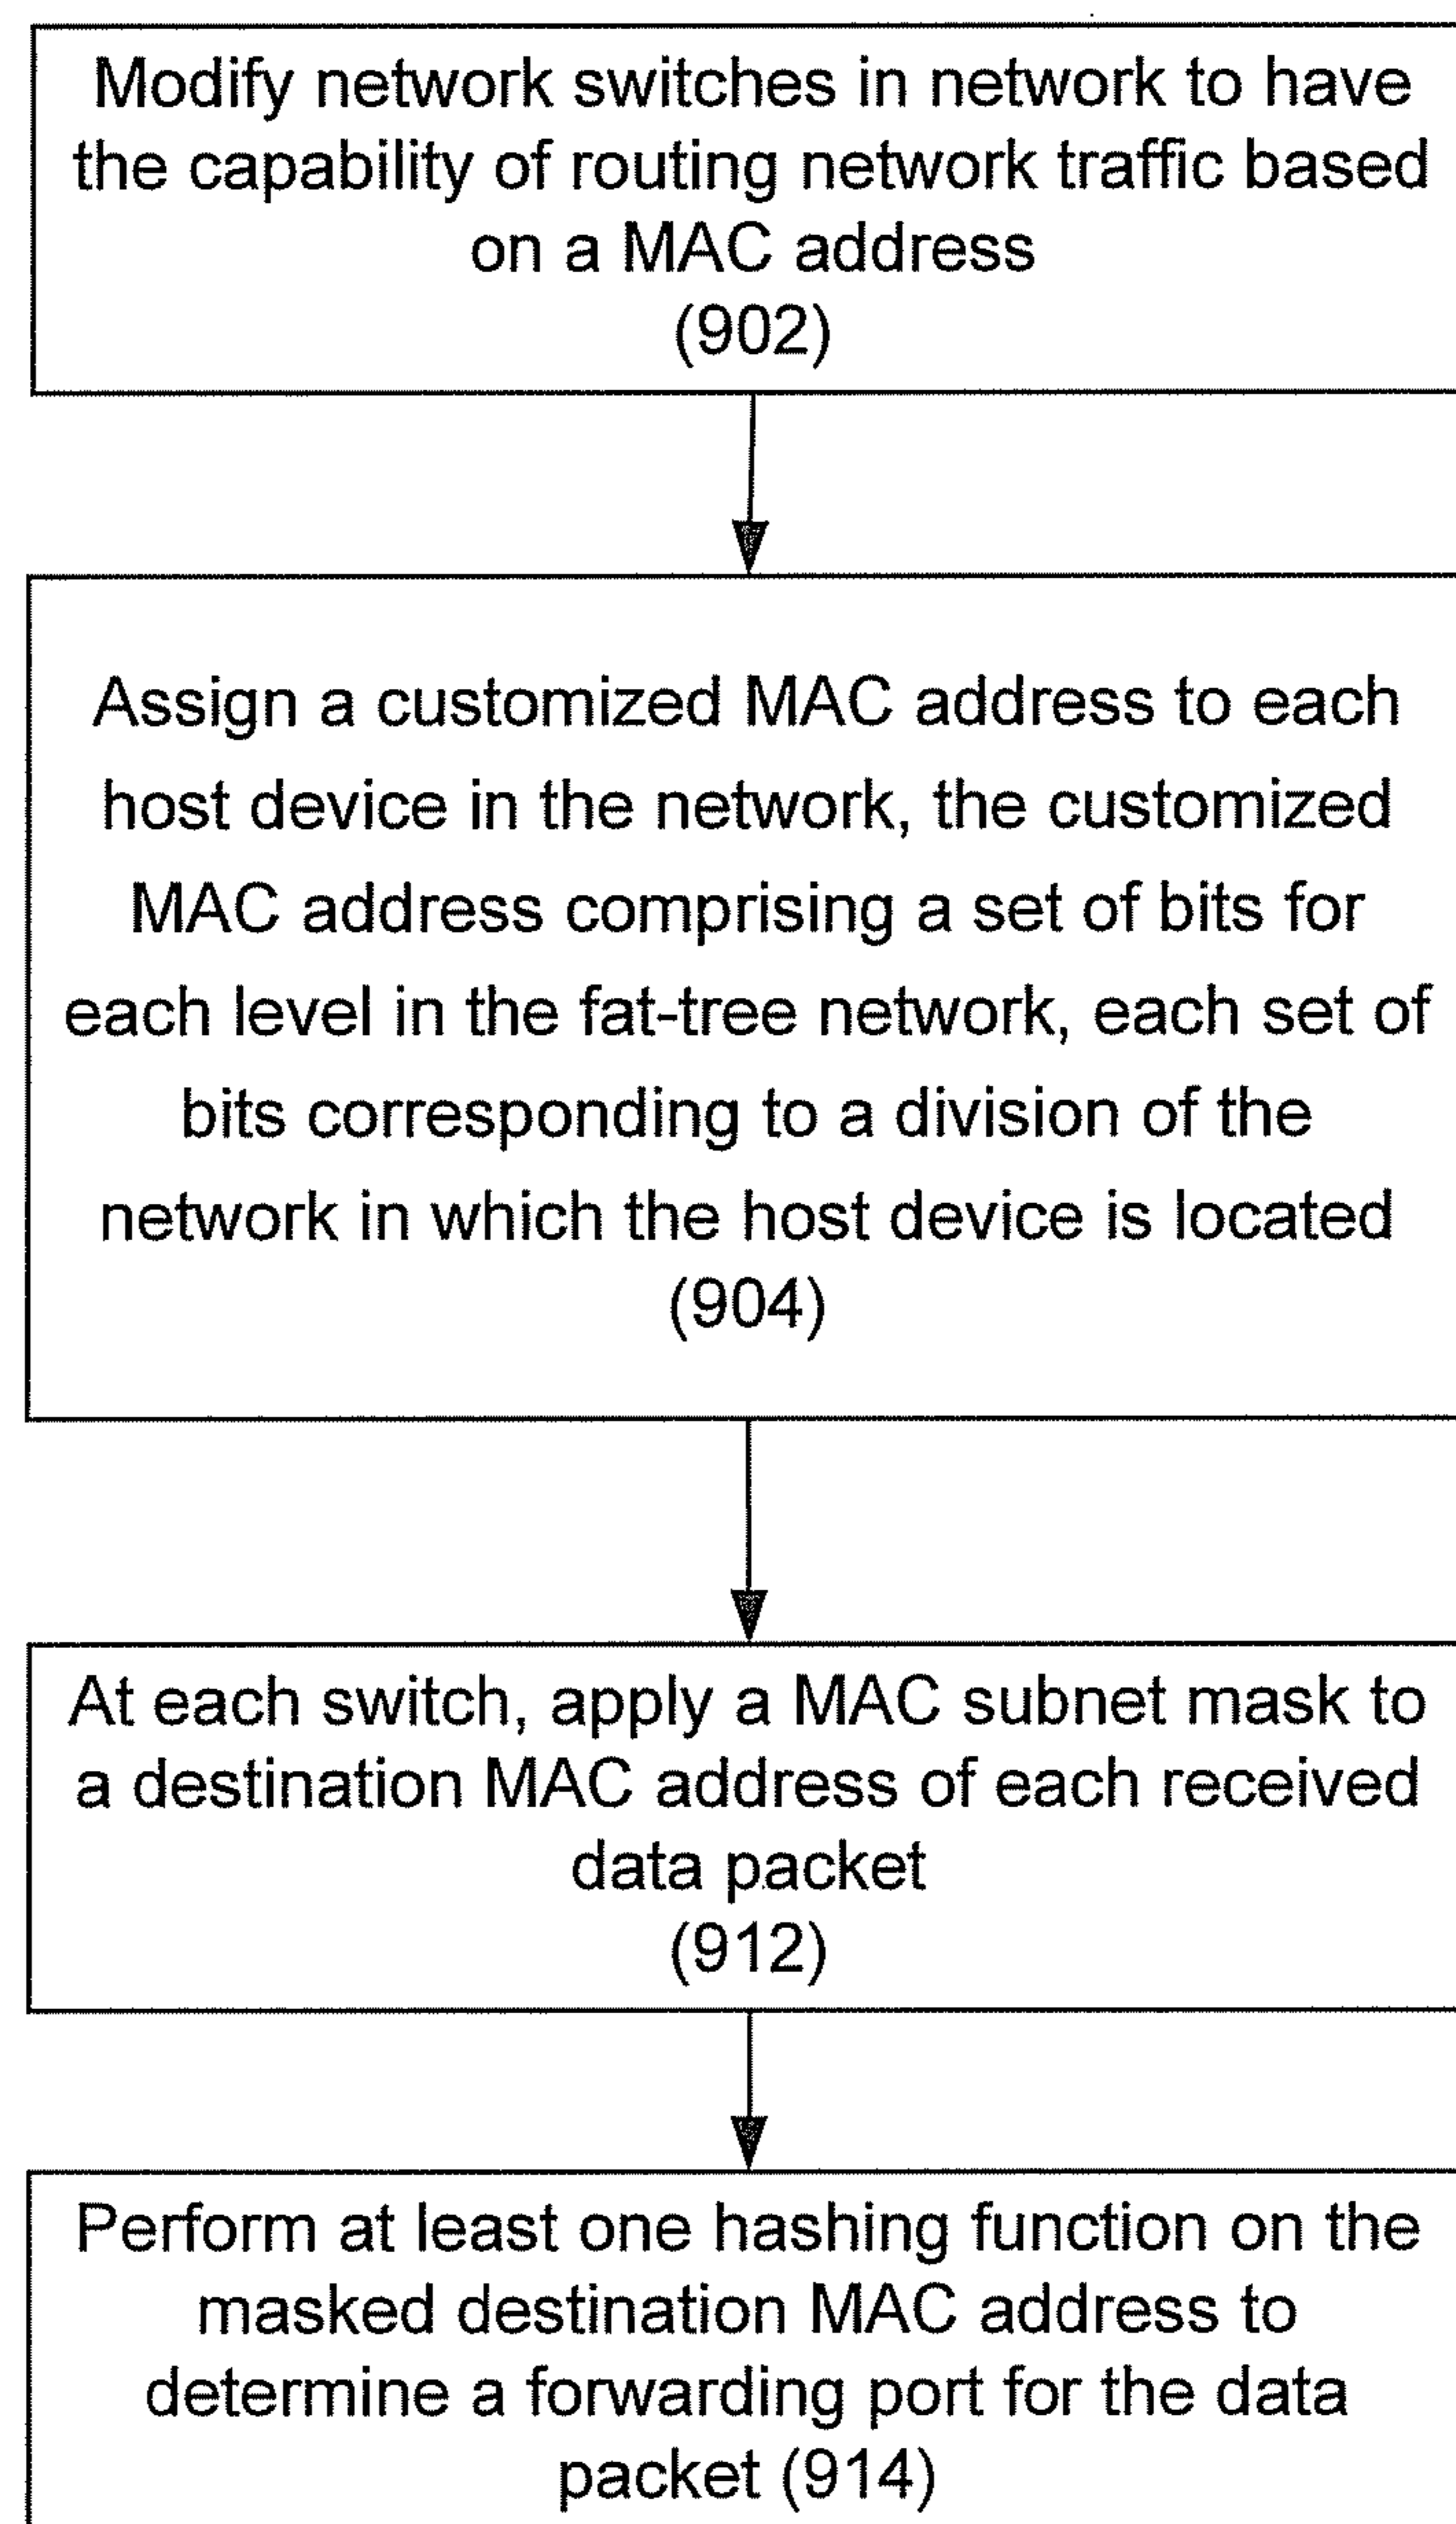 Modify network switches in network to have
the capability of routing network traffic based
on a MAC address
(902)
Assign a customized MAC address to each
host device in the network, the customized
MAC address comprising a set of bits for
each level in the fat-tree network, each set of
bits corresponding to a division of the
network in which the host device is located
(904)
At each switch, apply a MAC subnet mask to
a destination MAC address of each received
data packet
(912)
Perform at least one hashing function on the
masked destination MAC address to
determine a forwarding port for the data
packet (914)